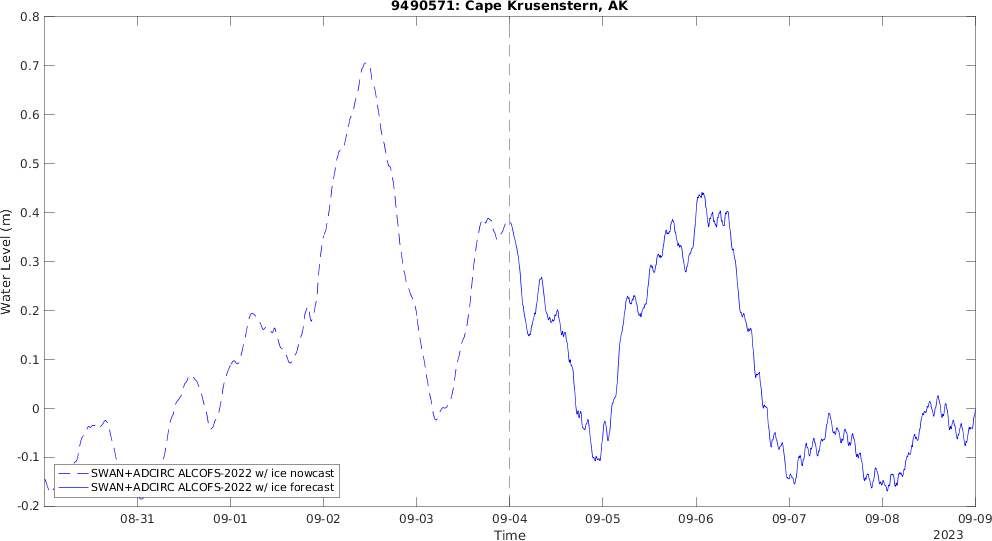 9490571: Cape Krusenstern, AK
0.8
0.7
0.6
0.5
0.4
0.3
0.2
0.1
0
-0.1
-0.2
Water Level (m)
SWAN+ADCIRC ALCOFS-2022 w/ ice nowcast
SWAN+ADCIRC ALCOFS-2022 w/ ice forecast
08-31 09-01 09-02 09-03 09-04 09-05 09-06 09-07 09-08 09-09
Time
2023